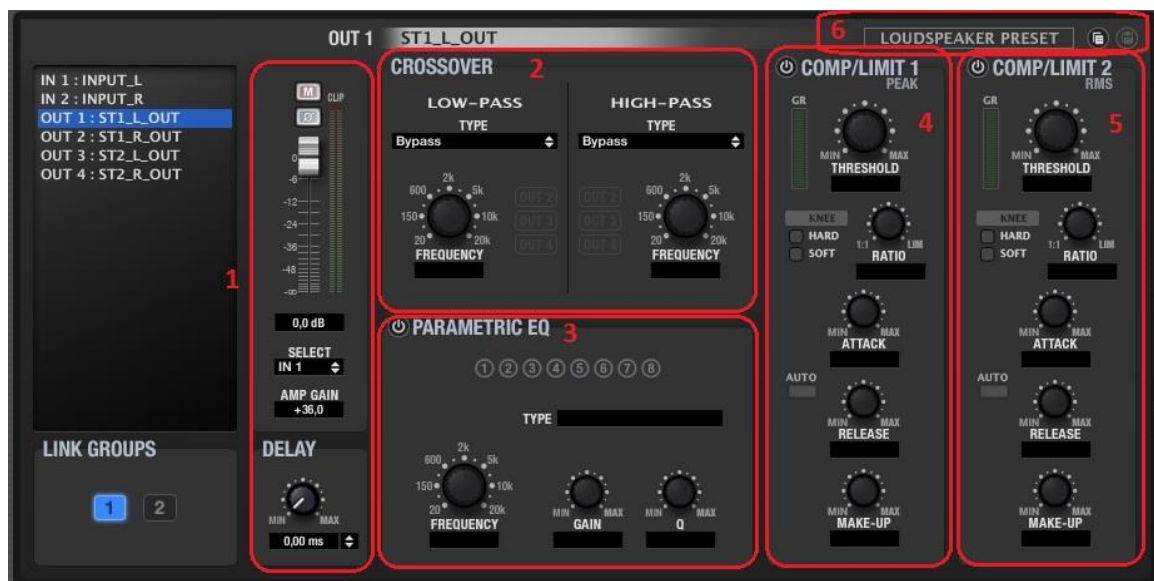 OUT 1 ST1_L_OUT
6 LOUDSPEAKER PRESET
IN 1 : INPUT_L
IN 2 : INPUT_R
OUT 1 : ST1_L_OUT
OUT 2 : ST1_R_OUT
OUT 3 : ST2_L_OUT
OUT 4 : ST2_R_OUT
LINK GROUPS
1 2
1
M CLIP
Ø
0
-6
-12
-24
-36
-48
-∞
0,0 dB
SELECT
IN 1
AMP GAIN
+36,0
DELAY
MIN MAX
0,00 ms
CROSSOVER 2
LOW-PASS
TYPE
Bypass
2k
600 5k
150 10k
20 20k
FREQUENCY
OUT 2
OUT 3
OUT 4
HIGH-PASS
TYPE
Bypass
OUT 2
OUT 3
OUT 4
2k
600 5k
150 10k
20 20k
FREQUENCY
PARAMETRIC EQ 3
1 2 3 4 5 6 7 8
TYPE
2k
600 5k
150 10k
20 20k
FREQUENCY
MIN MAX
GAIN
MIN MAX
Q
COMP/LIMIT 1
PEAK
GR
4
MIN MAX
THRESHOLD
KNEE
HARD
SOFT
1:1 LIM
RATIO
MIN MAX
ATTACK
AUTO
MIN MAX
RELEASE
MIN MAX
MAKE-UP
COMP/LIMIT 2
RMS
GR
5
MIN MAX
THRESHOLD
KNEE
HARD
SOFT
1:1 LIM
RATIO
MIN MAX
ATTACK
AUTO
MIN MAX
RELEASE
MIN MAX
MAKE-UP